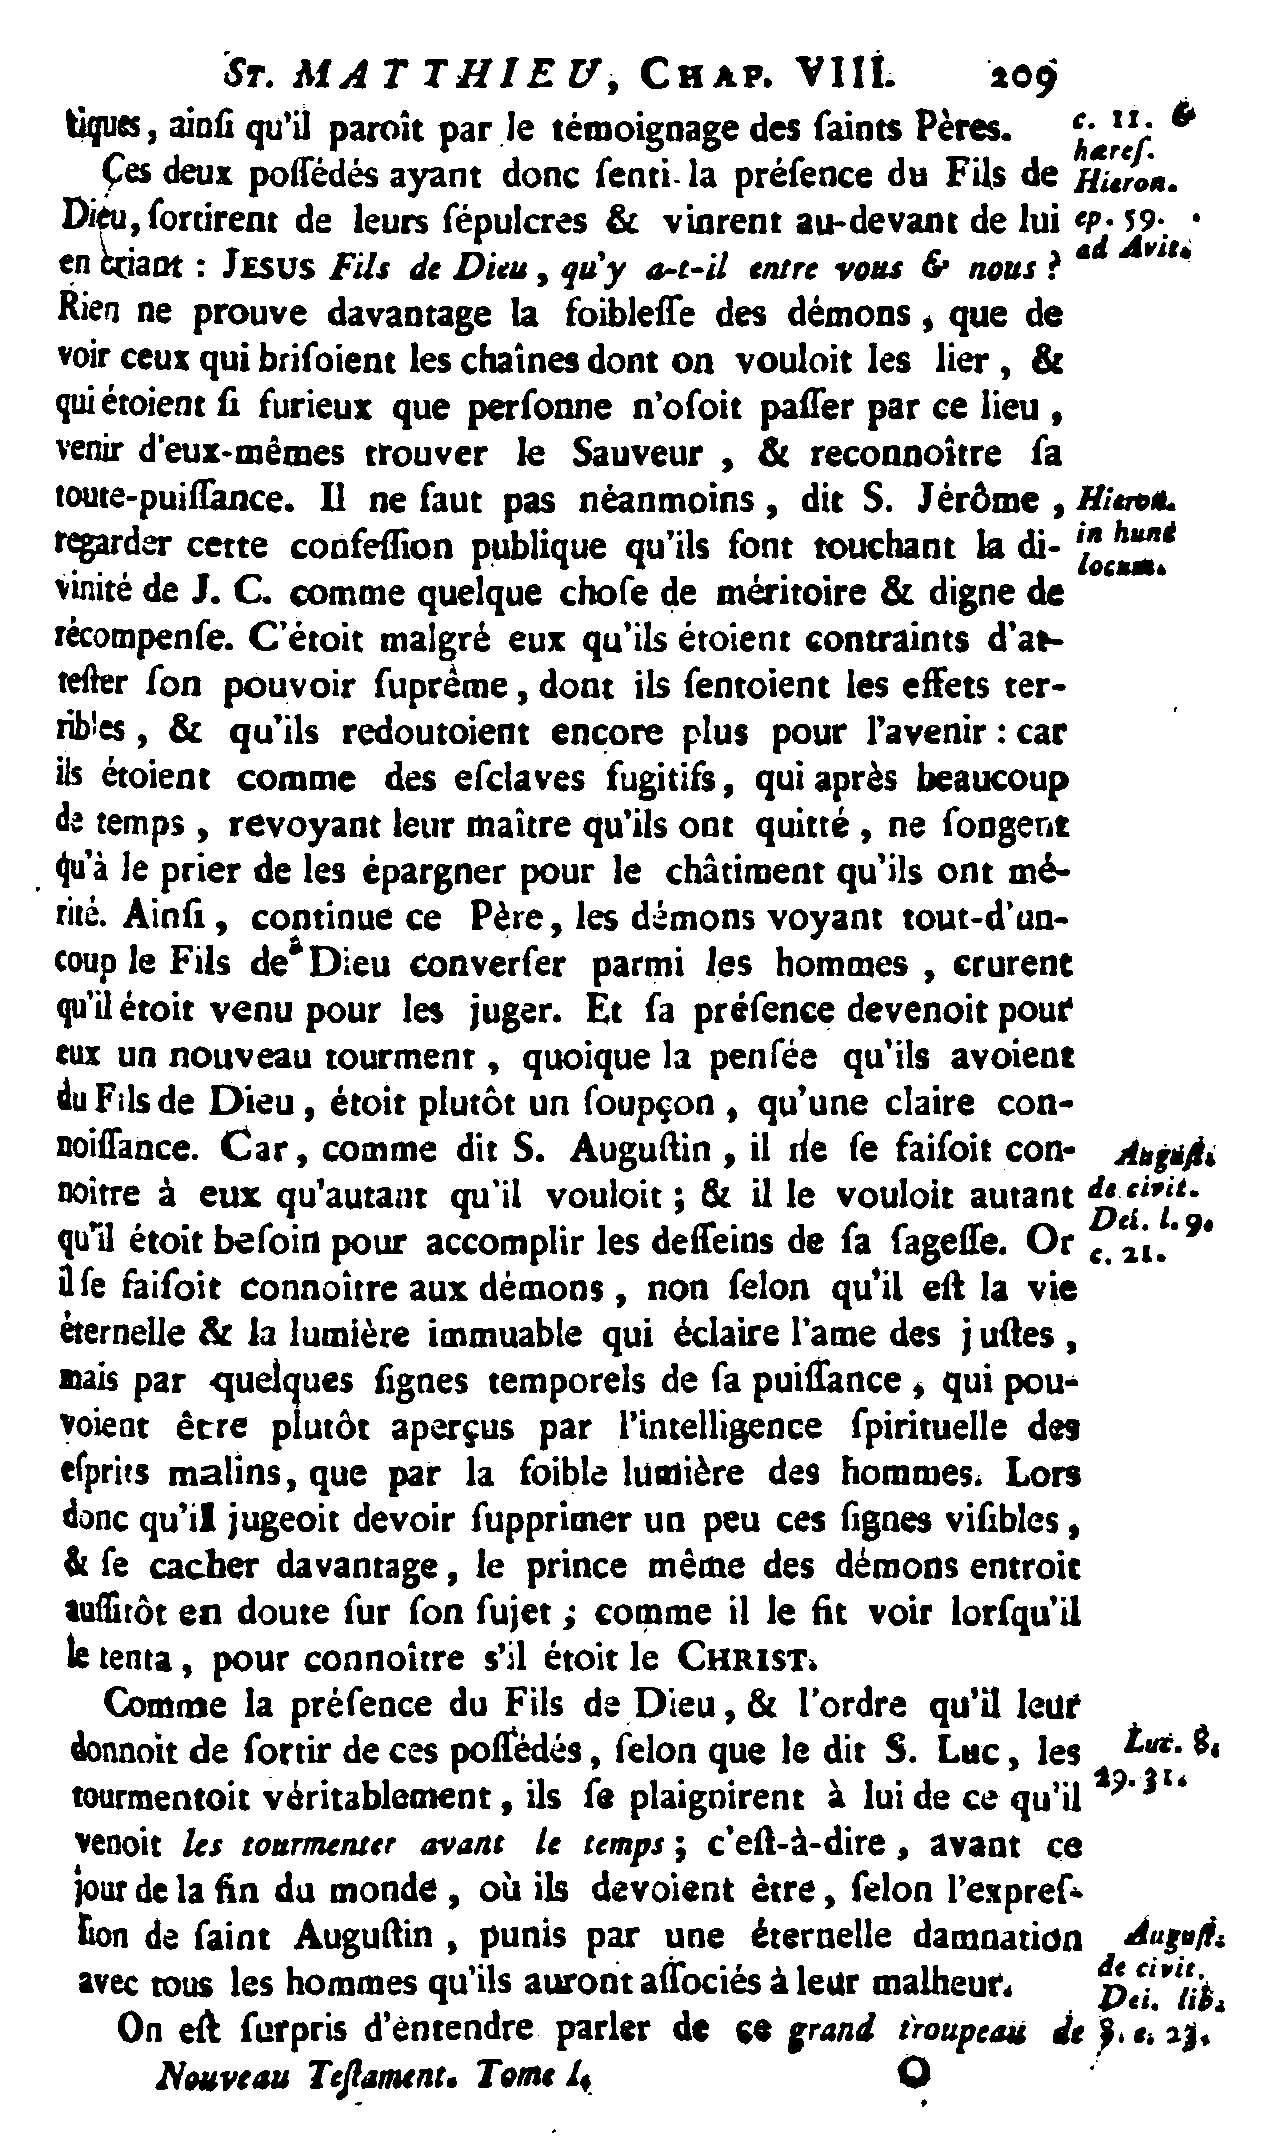 St. MATTHIEU, Chap. VIII. 209
tiques, ainſi qu'il paroît par le témoignage des ſaints Pères.
c. 11. &
hæreſ.
Ces deux poſſédés ayant donc ſenti la préſence du Fils de
Hieron.
Dieu, ſortirent de leurs ſépulcres & vinrent au-devant de lui
ep. 59.
ad Avit.
en criant : JESUS Fils de Dieu, qu'y a-t-il entre vous & nous ?
Rien ne prouve davantage la foibleſſe des démons, que de
voir ceux qui briſoient les chaînes dont on vouloit les lier, &
qui étoient ſi furieux que perſonne n'oſoit paſſer par ce lieu,
venir d'eux-mêmes trouver le Sauveur, & reconnoître ſa
toute-puiſſance. Il ne faut pas néanmoins, dit S. Jérôme,
Hieron.
in hunc
locum.
regarder cette confeſſion publique qu'ils font touchant la di-
vinité de J. C. comme quelque choſe de méritoire & digne de
récompenſe. C'étoit malgré eux qu'ils étoient contraints d'at-
teſter ſon pouvoir ſuprême, dont ils ſentoient les effets ter-
ribles, & qu'ils redoutoient encore plus pour l'avenir : car
ils étoient comme des eſclaves fugitifs, qui après beaucoup
de temps, revoyant leur maître qu'ils ont quitté, ne ſongent
qu'à le prier de les épargner pour le châtiment qu'ils ont mé-
rité. Ainſi, continue ce Père, les démons voyant tout-d'un-
coup le Fils de Dieu converſer parmi les hommes, crurent
qu'il étoit venu pour les juger. Et ſa préſence devenoit pour
eux un nouveau tourment, quoique la penſée qu'ils avoient
du Fils de Dieu, étoit plutôt un ſoupçon, qu'une claire con-
noiſſance. Car, comme dit S. Auguſtin, il ne ſe faiſoit con-
Auguſt.
de civit.
Dei. l. 9.
c. 21.
noître à eux qu'autant qu'il vouloit ; & il le vouloit autant
qu'il étoit beſoin pour accomplir les deſſeins de ſa ſageſſe. Or
il ſe faiſoit connoître aux démons, non ſelon qu'il eſt la vie
éternelle & la lumière immuable qui éclaire l'ame des juſtes,
mais par quelques ſignes temporels de ſa puiſſance, qui pou-
voient être plutôt aperçus par l'intelligence ſpirituelle des
eſprits malins, que par la foible lumière des hommes. Lors
donc qu'il jugeoit devoir ſupprimer un peu ces ſignes viſibles,
& ſe cacher davantage, le prince même des démons entroit
auſſitôt en doute ſur ſon ſujet ; comme il le fit voir lorſqu'il
le tenta, pour connoître s'il étoit le CHRIST.
Comme la préſence du Fils de Dieu, & l'ordre qu'il leur
donnoit de ſortir de ces poſſédés, ſelon que le dit S. Luc, les
Luc. 8.
29. 31.
tourmentoit véritablement, ils ſe plaignirent à lui de ce qu'il
venoit les tourmenter avant le temps ; c'eſt-à-dire, avant ce
jour de la fin du monde, où ils devoient être, ſelon l'expreſ-
ſion de ſaint Auguſtin, punis par une éternelle damnation
Auguſt.
de civit.
Dei. lib.
8. c. 23.
avec tous les hommes qu'ils auront aſſociés à leur malheur.
On eſt ſurpris d'entendre parler de ce grand troupeau de
Nouveau Teſtament. Tome I. O